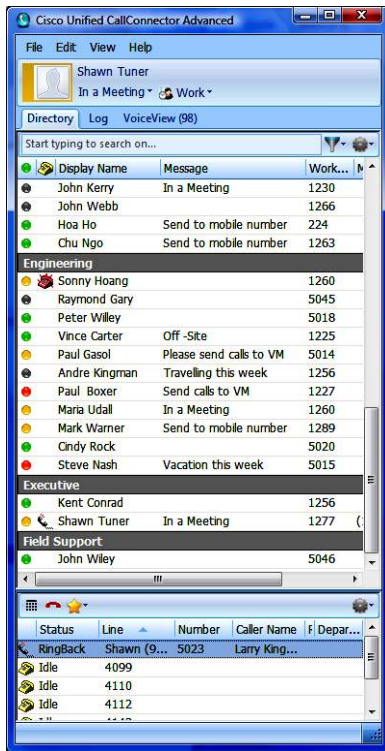 Cisco Unified CallConnector Advanced
File Edit View Help
Shawn Tuner
In a Meeting Work
Directory Log VoiceView (98)
Start typing to search on...
Display Name Message Work... M
John Kerry In a Meeting 1230
John Webb 1266
Hoa Ho Send to mobile number 224
Chu Ngo Send to mobile number 1263
Engineering
Sonny Hoang 1260
Raymond Gary 5045
Peter Willey 5018
Vince Carter Off -Site 1225
Paul Gasol Please send calls to VM 5014
Andre Kingman Travelling this week 1256
Paul Boxer Send calls to VM 1227
Maria Udall In a Meeting 1260
Mark Warner Send to mobile number 1289
Cindy Rock 5020
Steve Nash Vacation this week 5015
Executive
Kent Conrad 1256
Shawn Tuner In a Meeting 1277 (
Field Support
John Wiley 5046
Status Line Number Caller Name F Depar...
RingBack Shawn (9... 5023 Larry King...
Idle 4099
Idle 4110
Idle 4112